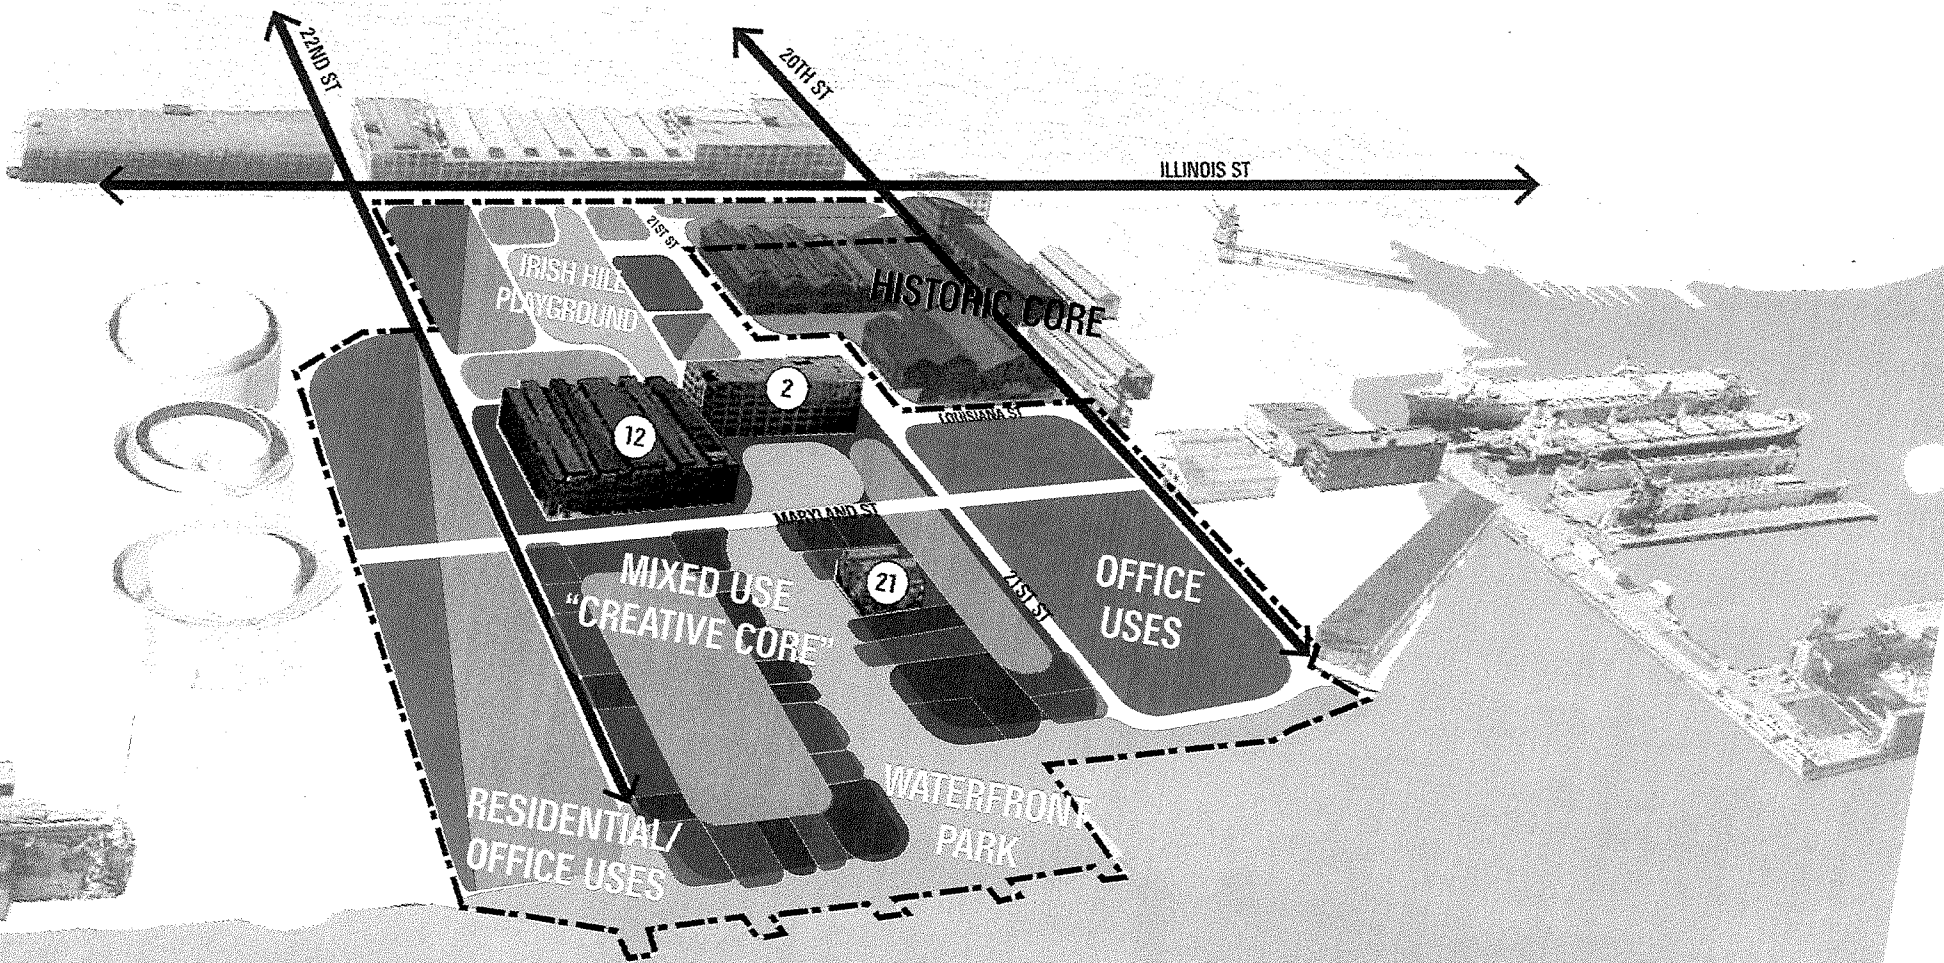 22ND ST
20TH ST
ILLINOIS ST
21ST ST
IRISH HILL
PLAYGROUND
HISTORIC CORE
2
LOUISIANA ST
12
MARYLAND ST
MIXED USE
“CREATIVE CORE”
21
21ST ST
OFFICE
USES
WATERFRONT
PARK
RESIDENTIAL/
OFFICE USES